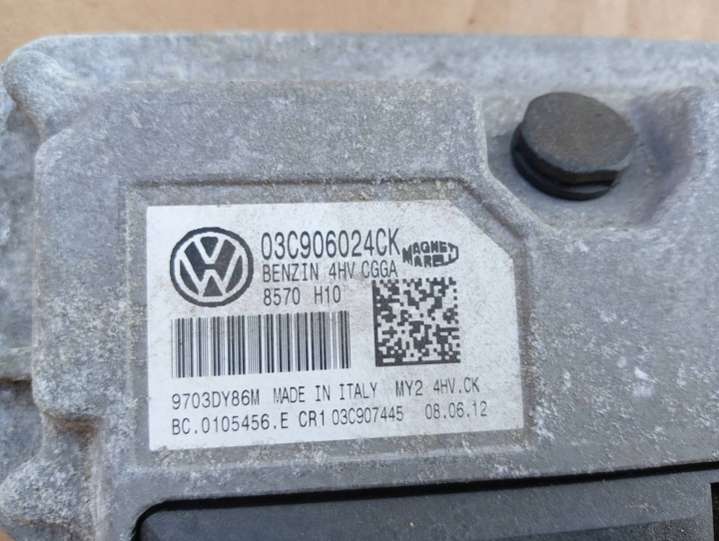 03C906024CK
MAGNETI MARELLI
BENZIN 4HV CGGA
8570 H10
9703DY86M MADE IN ITALY MY2 4HV.CK
BC.0105456.E CR1 03C907445 08.06.12